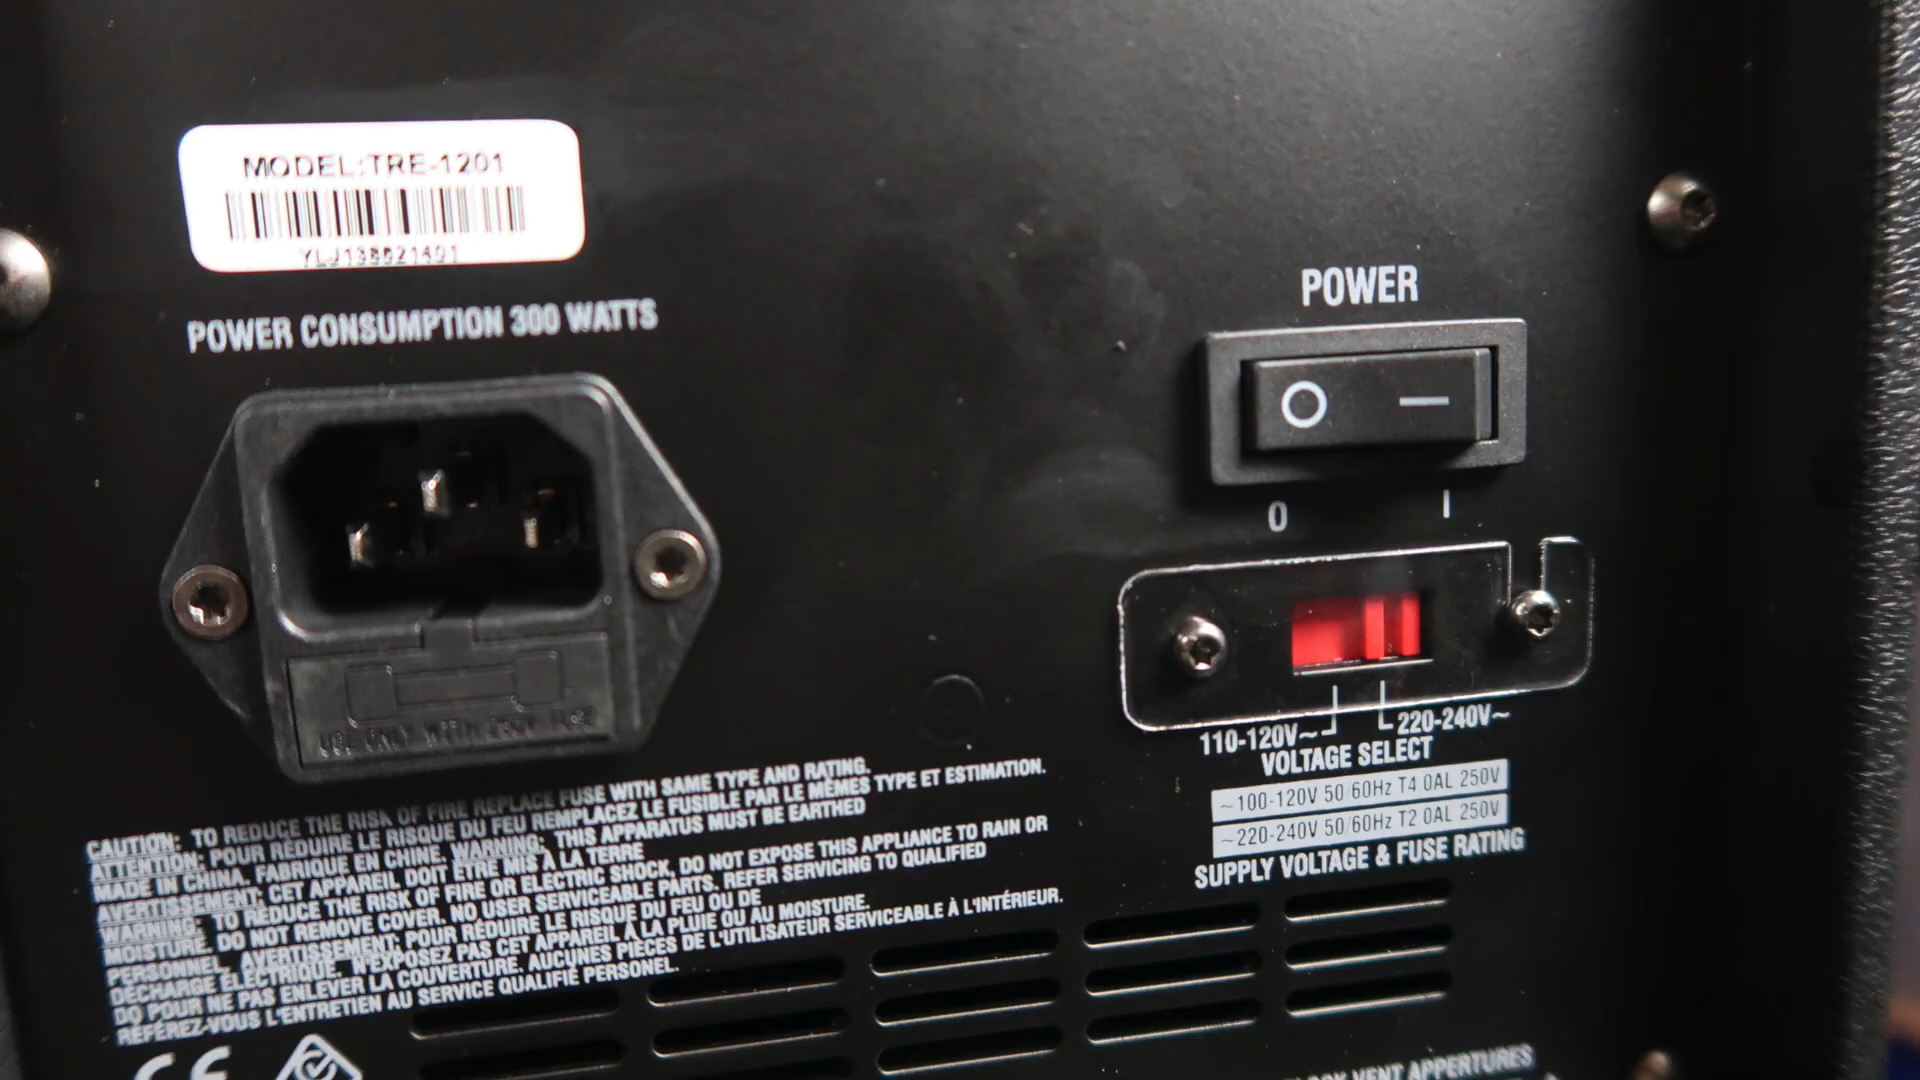 MODEL:TRE-1201
POWER CONSUMPTION 300 WATTS
POWER
0 I
110-120V~
220-240V~
VOLTAGE SELECT
~100-120V 50/60Hz T4 0AL 250V
~220-240V 50/60Hz T2 0AL 250V
SUPPLY VOLTAGE & FUSE RATING
USE ONLY WITH 250V FUSE
CAUTION: TO REDUCE THE RISK OF FIRE REPLACE FUSE WITH SAME TYPE AND RATING.
ATTENTION: POUR RÉDUIRE LE RISQUE DU FEU REMPLACEZ LE FUSIBLE PAR LE MÊMES TYPE ET ESTIMATION.
MADE IN CHINA. FABRIQUE EN CHINE. WARNING: THIS APPARATUS MUST BE EARTHED
AVERTISSEMENT: CET APPAREIL DOIT ÊTRE MIS À LA TERRE
WARNING: TO REDUCE THE RISK OF FIRE OR ELECTRIC SHOCK, DO NOT EXPOSE THIS APPLIANCE TO RAIN OR
MOISTURE. DO NOT REMOVE COVER. NO USER SERVICEABLE PARTS. REFER SERVICING TO QUALIFIED
PERSONNEL. AVERTISSEMENT: POUR RÉDUIRE LE RISQUE DU FEU OU DE
DÉCHARGE ÉLECTRIQUE, N'EXPOSEZ PAS CET APPAREIL À LA PLUIE OU AU MOISTURE.
DO POUR NE PAS ENLEVER LA COUVERTURE. AUCUNES PIECES DE L'UTILISATEUR SERVICEABLE À L'INTÉRIEUR.
RÉFÉREZ-VOUS L'ENTRETIEN AU SERVICE QUALIFIÉ PERSONEL.
CE
VENT APPERTURES